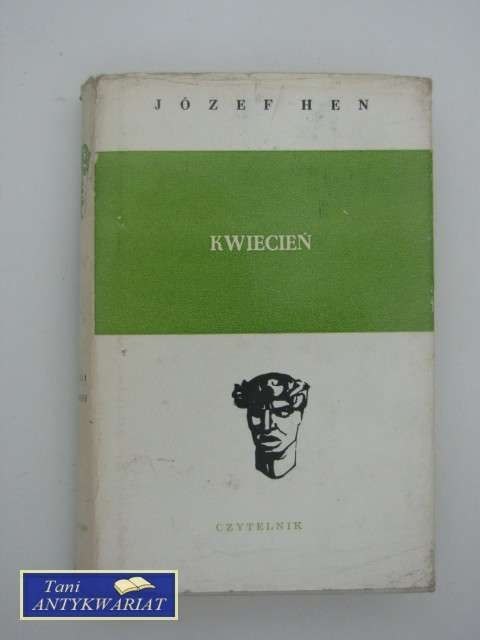 JÓZEF HEN
KWIECIEŃ
CZYTELNIK
Tani
ANTYKWARIAT